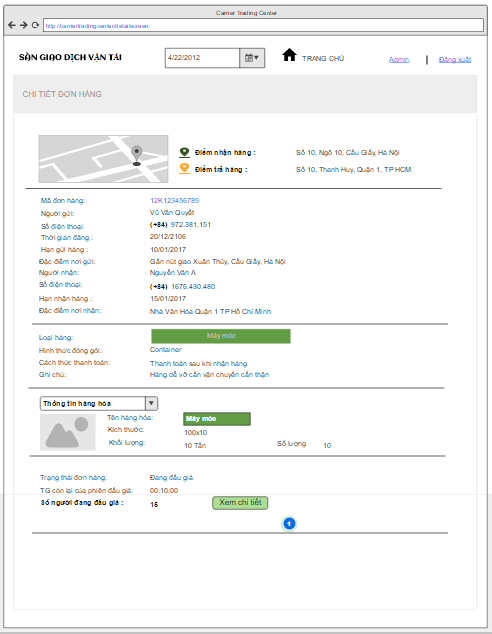 Carrier Trading Center
http://carriertradingcenter/detailscreen
SÀN GIAO DỊCH VẬN TẢI
4/22/2012
TRANG CHỦ
Admin | Đăng xuất
CHI TIẾT ĐƠN HÀNG
Điểm nhận hàng : Số 10, Ngõ 10, Cầu Giấy, Hà Nội
Điểm trả hàng : Số 10, Thanh Huy, Quận 1, TP HCM
Mã đơn hàng: 12K123456789
Người gửi: Vũ Văn Quyết
Số điện thoại: (+84) 972.381.151
Thời gian đăng : 20/12/2106
Hạn gửi hàng : 10/01/2017
Đặc điểm nơi gửi: Gần nút giao Xuân Thủy, Cầu Giấy, Hà Nội
Người nhận: Nguyễn Văn A
Số điện thoại: (+84) 1676.430.480
Hạn nhận hàng : 15/01/2017
Đặc điểm nơi nhận: Nhà Văn Hóa Quận 1 TP Hồ Chí Minh
Loại hàng: Máy móc
Hình thức đóng gói: Container
Cách thức thanh toán: Thanh toán sau khi nhận hàng
Ghi chú: Hàng dễ vỡ cần vận chuyển cẩn thận
Thông tin hàng hóa
Tên hàng hóa: Máy móc
Kích thước: 100x10
Khối lượng: 10 Tấn Số lượng 10
Trạng thái đơn hàng: Đang đấu giá
TG còn lại của phiên đấu giá: 00:10:00
Số người đang đấu giá : 15 Xem chi tiết
1